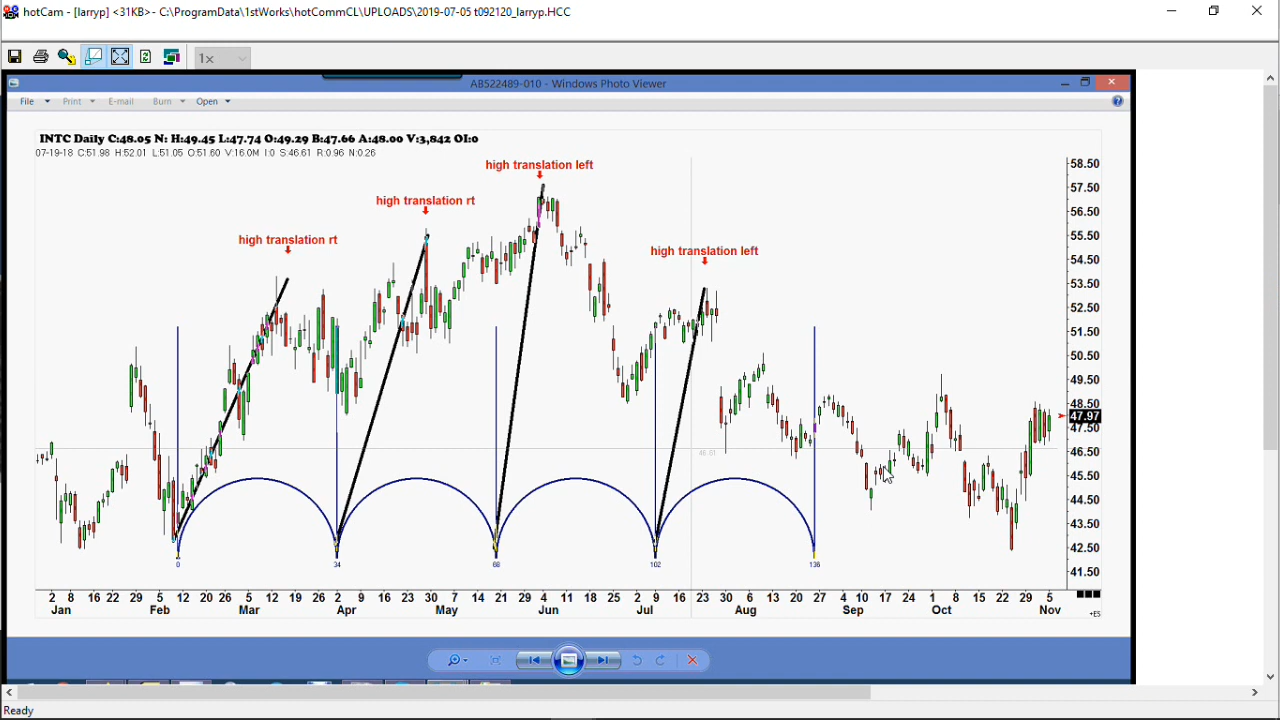 hotCam - [larryp] <31KB>- C:\ProgramData\1stWorks\hotCommCL\UPLOADS\2019-07-05 t092120_larryp.HCC
1x
AB522489-010 - Windows Photo Viewer
File Print E-mail Burn Open
INTC Daily C:48.05 N: H:49.45 L:47.74 O:49.29 B:47.66 A:48.00 V:3,842 OI:0
07-19-18 C:51.98 H:52.01 L:51.05 O:51.60 V:16.0M I:0 S:46.61 R:0.96 N:0.26
high translation left
high translation rt
high translation rt
high translation left
58.50
57.50
56.50
55.50
54.50
53.50
52.50
51.50
50.50
49.50
48.50
47.97
47.50
46.50
46.61
45.50
44.50
43.50
42.50
41.50
0 34 68 102 136
2 8 16 22 29 5 12 20 26 5 12 19 26 2 9 16 23 30 7 14 21 29 4 11 18 25 2 9 16 23 30 6 13 20 27 4 10 17 24 1 8 15 22 29 5
Jan Feb Mar Apr May Jun Jul Aug Sep Oct Nov
+ES
Ready